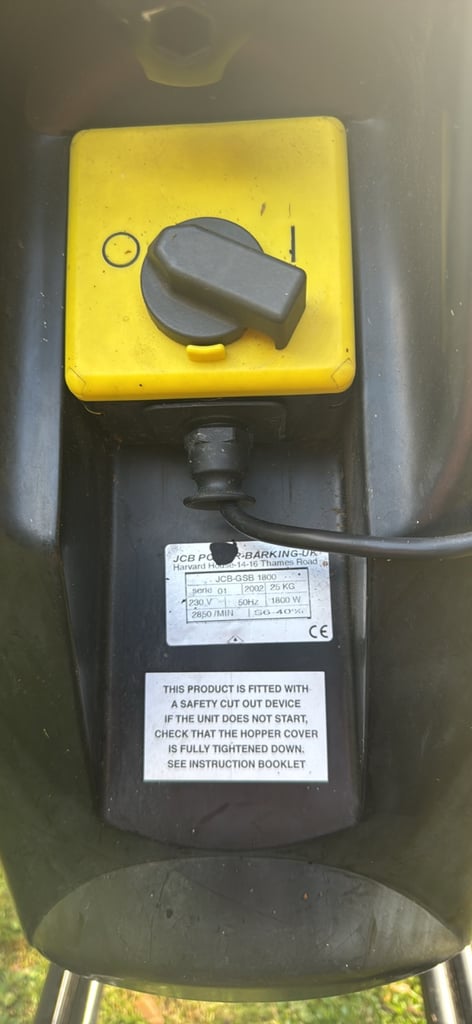 JCB POWER-BARKING-UK
Harvard House-14-16 Thames Road
JCB-GSB 1800
serie 01 2002 25 KG
230 V 50Hz 1800 W
2850 /MIN S6-40%
CE
THIS PRODUCT IS FITTED WITH
A SAFETY CUT OUT DEVICE
IF THE UNIT DOES NOT START,
CHECK THAT THE HOPPER COVER
IS FULLY TIGHTENED DOWN.
SEE INSTRUCTION BOOKLET